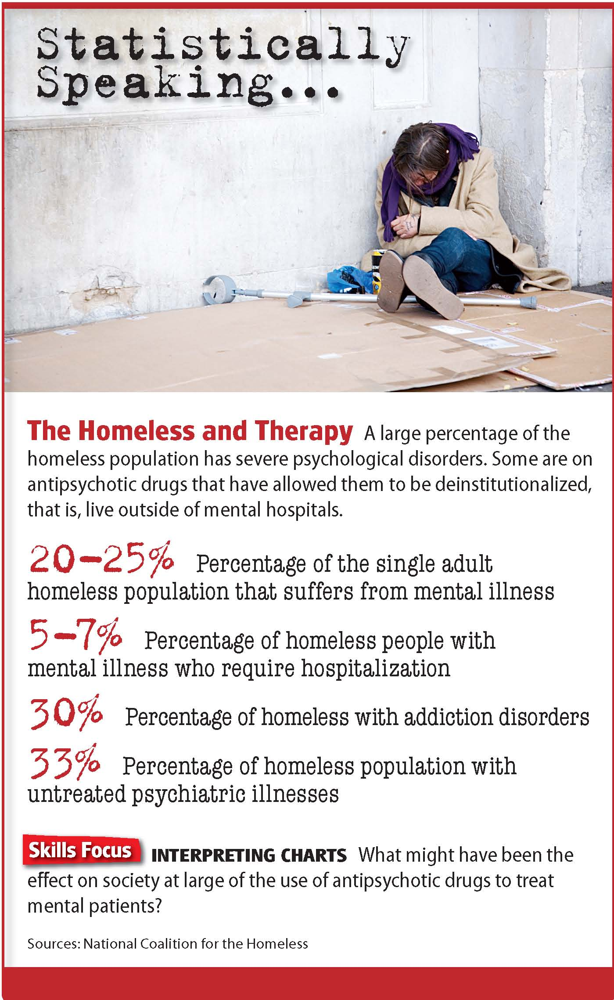 Statistically
Speaking...
The Homeless and Therapy A large percentage of the
homeless population has severe psychological disorders. Some are on
antipsychotic drugs that have allowed them to be deinstitutionalized,
that is, live outside of mental hospitals.
20–25% Percentage of the single adult
homeless population that suffers from mental illness
5–7% Percentage of homeless people with
mental illness who require hospitalization
30% Percentage of homeless with addiction disorders
33% Percentage of homeless population with
untreated psychiatric illnesses
Skills Focus INTERPRETING CHARTS What might have been the
effect on society at large of the use of antipsychotic drugs to treat
mental patients?
Sources: National Coalition for the Homeless